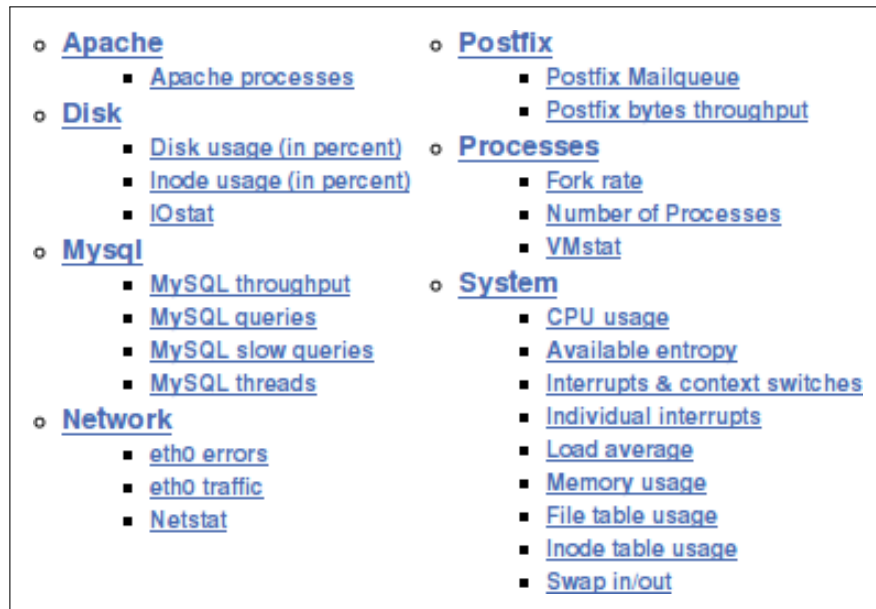 Apache
Apache processes
Disk
Disk usage (in percent)
Inode usage (in percent)
IOstat
Mysql
MySQL throughput
MySQL queries
MySQL slow queries
MySQL threads
Network
eth0 errors
eth0 traffic
Netstat
Postfix
Postfix Mailqueue
Postfix bytes throughput
Processes
Fork rate
Number of Processes
VMstat
System
CPU usage
Available entropy
Interrupts & context switches
Individual interrupts
Load average
Memory usage
File table usage
Inode table usage
Swap in/out